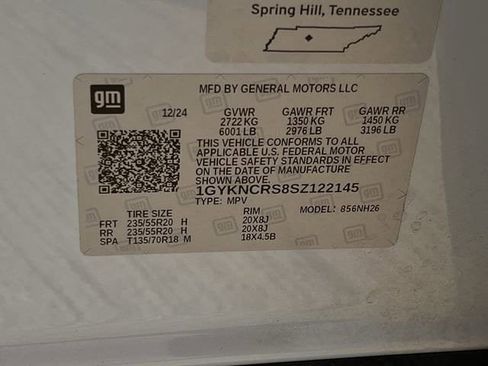 Spring Hill, Tennessee
gm
MFD BY GENERAL MOTORS LLC
12/24 GVWR GAWR FRT GAWR RR
2722 KG 1350 KG 1450 KG
6001 LB 2976 LB 3196 LB
THIS VEHICLE CONFORMS TO ALL
APPLICABLE U.S. FEDERAL MOTOR
VEHICLE SAFETY STANDARDS IN EFFECT
ON THE DATE OF MANUFACTURE
SHOWN ABOVE.
1GYKNCRS8SZ122145
TYPE: MPV MODEL: 856NH26
TIRE SIZE RIM
FRT 235/55R20 H 20X8J
RR 235/55R20 H 20X8J
SPA T135/70R18 M 18X4.5B